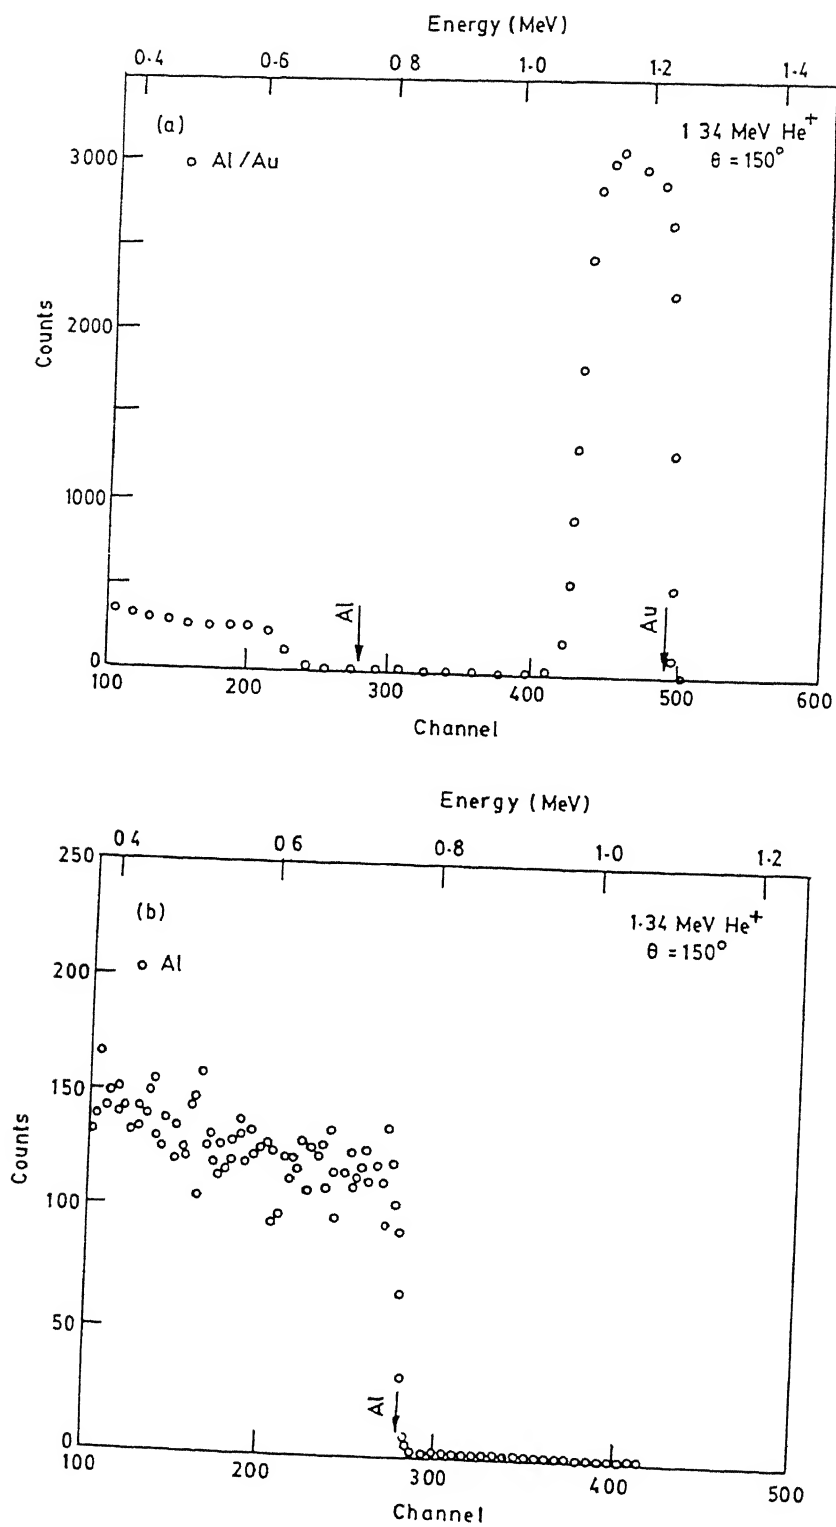 Energy (MeV)
0·4 0·6 0 8 1·0 1·2 1·4
(a)
Al/Au
1 34 MeV He+
θ = 150°
3000
2000
1000
0
Counts
Al
Au
100 200 300 400 500 600
Channel
Energy (MeV)
0 4 0 6 0·8 1·0 1·2
(b)
Al
1·34 MeV He+
θ = 150°
250
200
150
100
50
0
Counts
Al
100 200 300 400 500
Channel